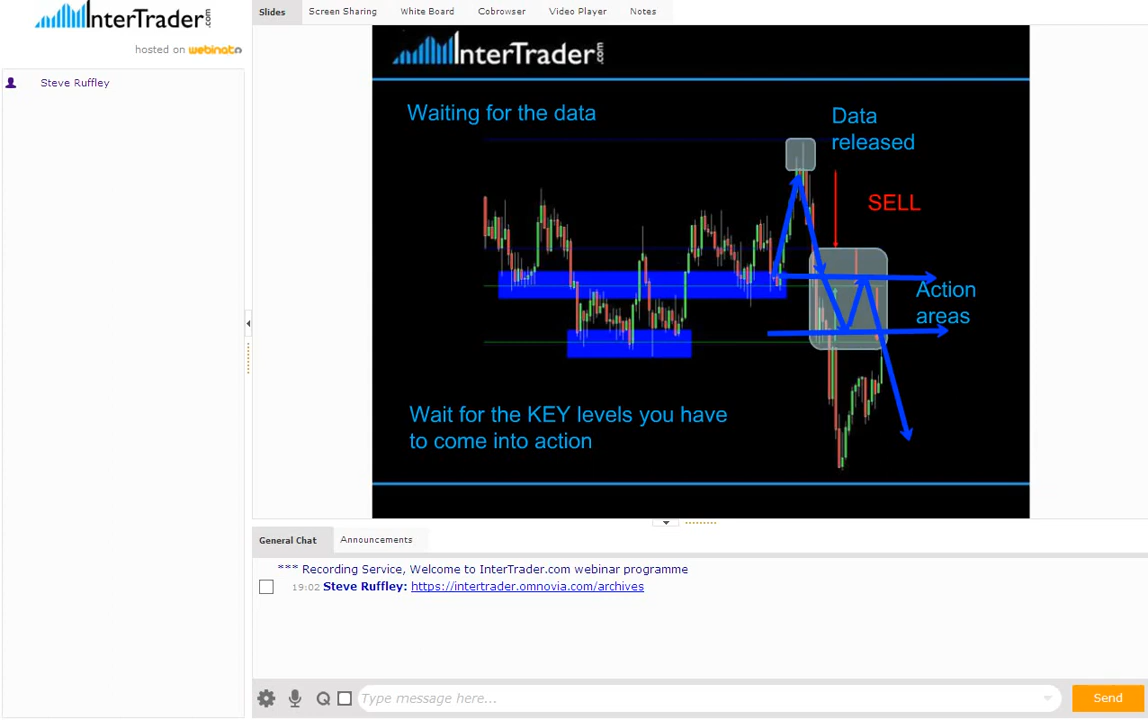 InterTrader.com
hosted on webinato
Steve Ruffley
Slides
Screen Sharing
White Board
Cobrowser
Video Player
Notes
InterTrader.com
Waiting for the data
Data
released
SELL
Action
areas
Wait for the KEY levels you have
to come into action
General Chat
Announcements
*** Recording Service, Welcome to InterTrader.com webinar programme
19:02 Steve Ruffley: https://intertrader.omnovia.com/archives
Type message here...
Send